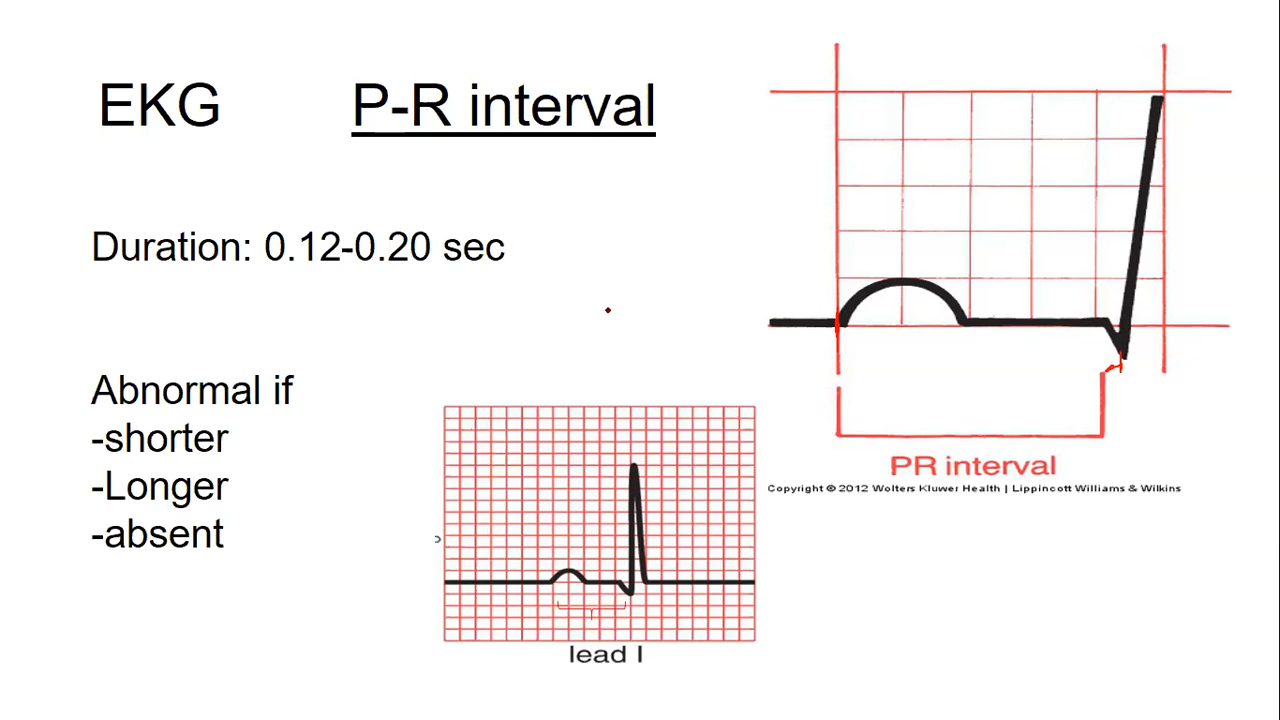 EKG P-R interval
Duration: 0.12-0.20 sec
Abnormal if
-shorter
-Longer
-absent
PR interval
Copyright © 2012 Wolters Kluwer Health | Lippincott Williams & Wilkins
lead I